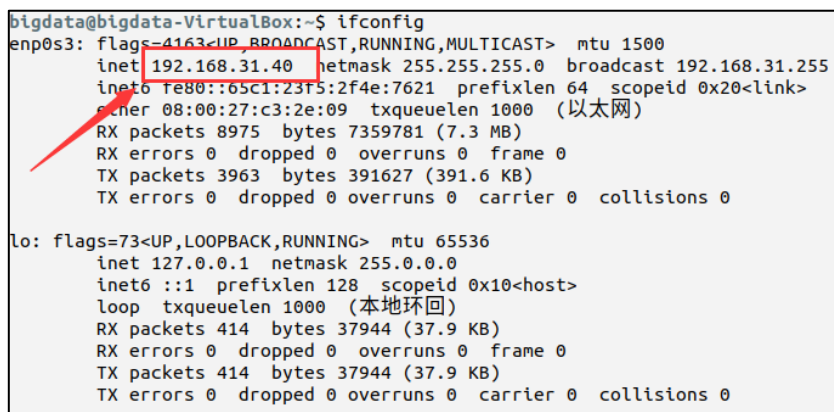 bigdata@bigdata-VirtualBox:~$ ifconfig
enp0s3: flags=4163<UP,BROADCAST,RUNNING,MULTICAST>  mtu 1500
inet 192.168.31.40  netmask 255.255.255.0  broadcast 192.168.31.255
inet6 fe80::65c1:23f5:2f4e:7621  prefixlen 64  scopeid 0x20<link>
ether 08:00:27:c3:2e:09  txqueuelen 1000  (以太网)
RX packets 8975  bytes 7359781 (7.3 MB)
RX errors 0  dropped 0  overruns 0  frame 0
TX packets 3963  bytes 391627 (391.6 KB)
TX errors 0  dropped 0 overruns 0  carrier 0  collisions 0
lo: flags=73<UP,LOOPBACK,RUNNING>  mtu 65536
inet 127.0.0.1  netmask 255.0.0.0
inet6 ::1  prefixlen 128  scopeid 0x10<host>
loop  txqueuelen 1000  (本地环回)
RX packets 414  bytes 37944 (37.9 KB)
RX errors 0  dropped 0  overruns 0  frame 0
TX packets 414  bytes 37944 (37.9 KB)
TX errors 0  dropped 0 overruns 0  carrier 0  collisions 0